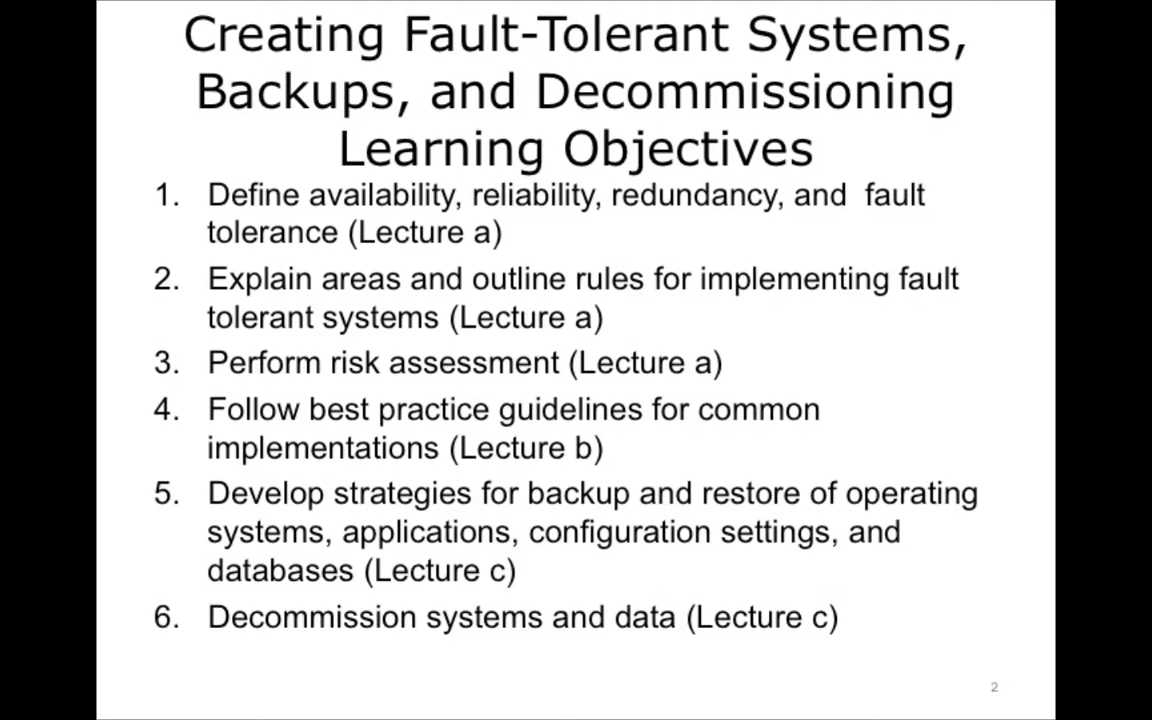 Creating Fault-Tolerant Systems,
Backups, and Decommissioning
Learning Objectives
1. Define availability, reliability, redundancy, and fault
tolerance (Lecture a)
2. Explain areas and outline rules for implementing fault
tolerant systems (Lecture a)
3. Perform risk assessment (Lecture a)
4. Follow best practice guidelines for common
implementations (Lecture b)
5. Develop strategies for backup and restore of operating
systems, applications, configuration settings, and
databases (Lecture c)
6. Decommission systems and data (Lecture c)
2